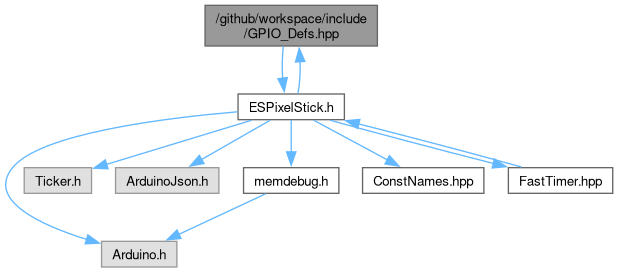 /github/workspace/include
/GPIO_Defs.hpp
ESPixelStick.h
Ticker.h
ArduinoJson.h
memdebug.h
ConstNames.hpp
FastTimer.hpp
Arduino.h